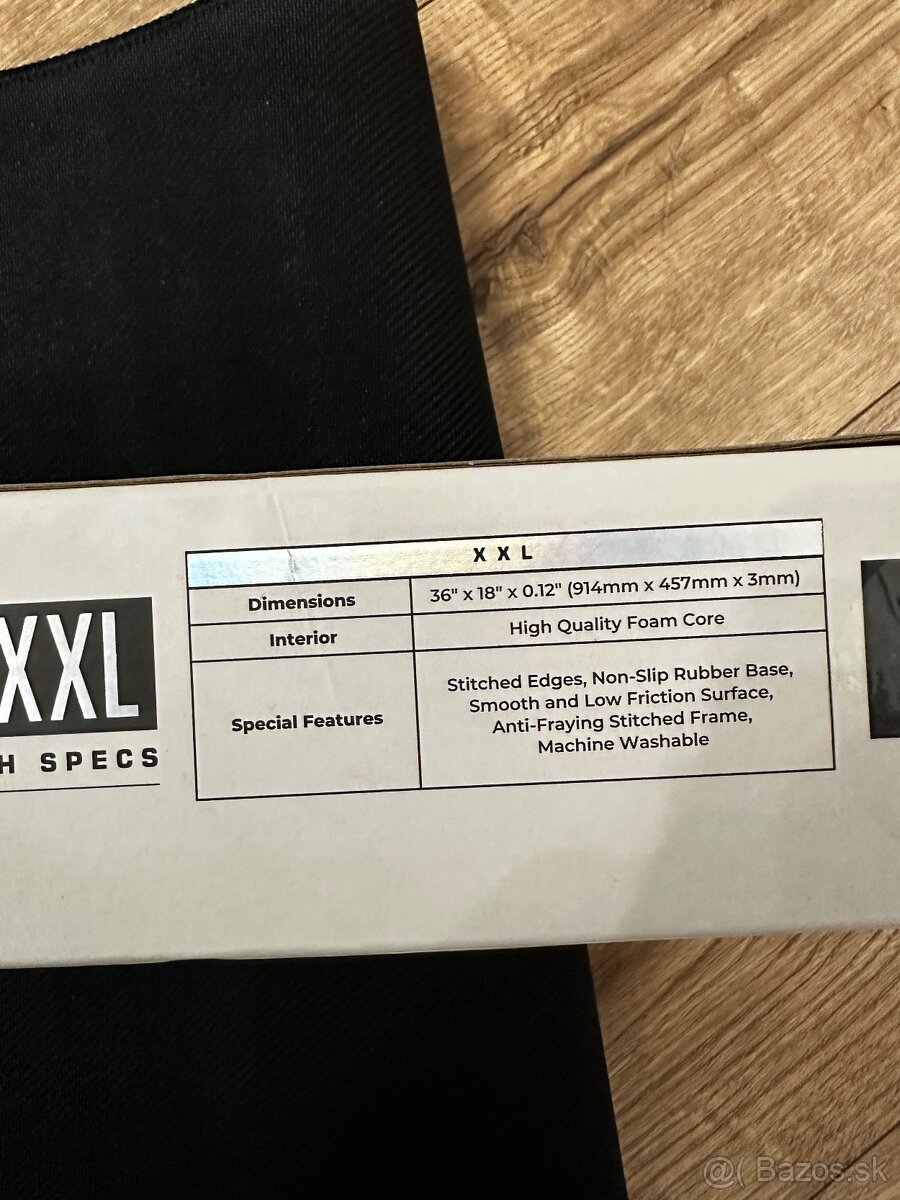 XXL
H SPECS
XXL
Dimensions
36" x 18" x 0.12" (914mm x 457mm x 3mm)
Interior
High Quality Foam Core
Special Features
Stitched Edges, Non-Slip Rubber Base,
Smooth and Low Friction Surface,
Anti-Fraying Stitched Frame,
Machine Washable
@( Bazos.sk